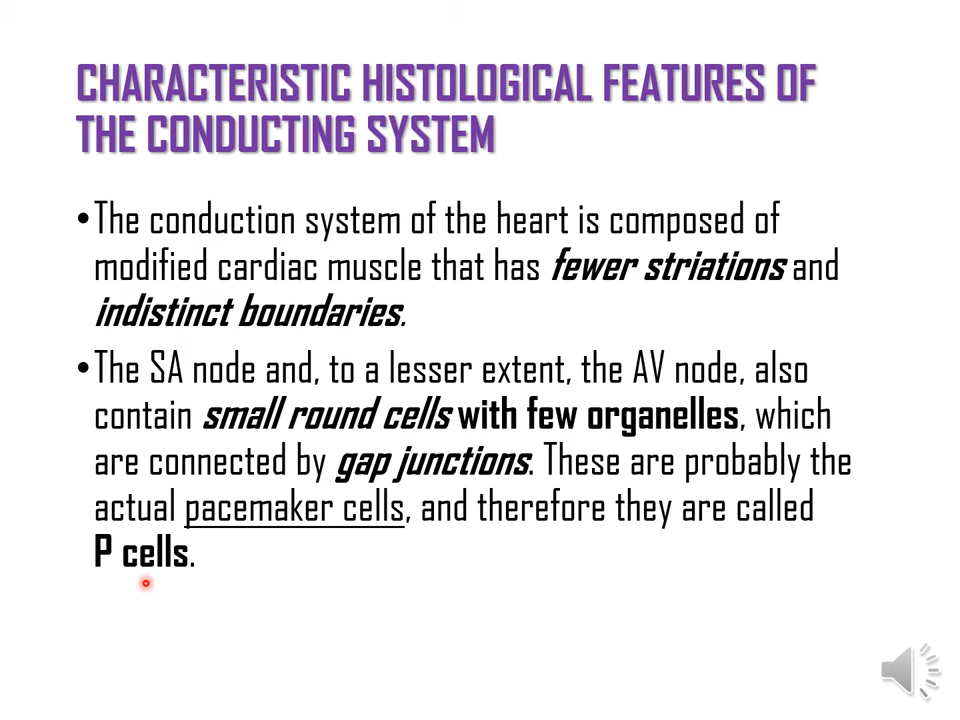 CHARACTERISTIC HISTOLOGICAL FEATURES OF
THE CONDUCTING SYSTEM
•The conduction system of the heart is composed of
modified cardiac muscle that has fewer striations and
indistinct boundaries.
•The SA node and, to a lesser extent, the AV node, also
contain small round cells with few organelles, which
are connected by gap junctions. These are probably the
actual pacemaker cells, and therefore they are called
P cells.